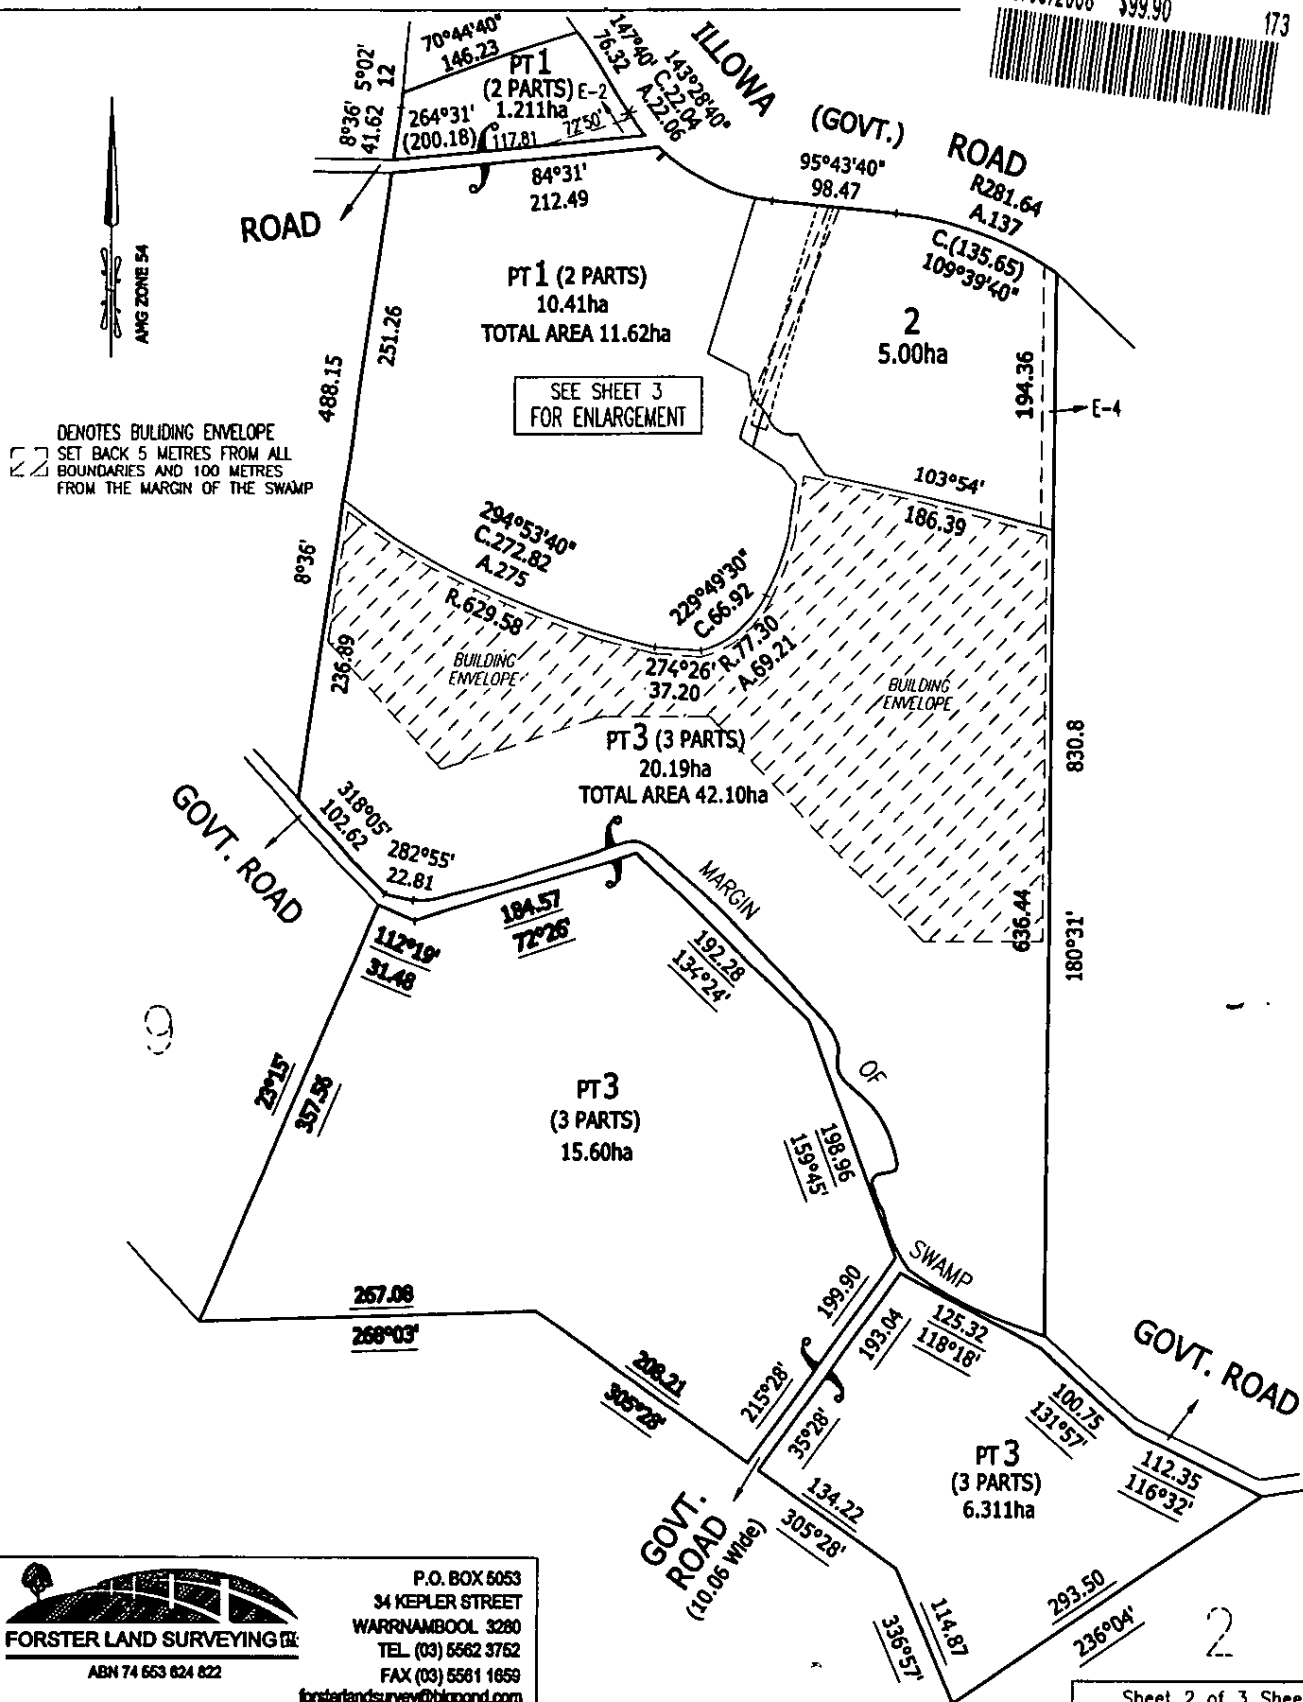 $99.90
173
70°44'40"
146.23
5°02'
12
8°36'
41.62
PT 1
(2 PARTS)
1.211ha
E-2
147°40'
76.32
143°28'40"
C.22.04
A.22.06
ILLOWA
(GOVT.)
ROAD
264°31'
(200.18)
117.81
72°50'
84°31'
212.49
95°43'40"
98.47
R281.64
A.137
C.(135.65)
109°39'40"
ROAD
AMG ZONE 54
PT 1 (2 PARTS)
10.41ha
TOTAL AREA 11.62ha
2
5.00ha
251.26
488.15
SEE SHEET 3
FOR ENLARGEMENT
194.36
E-4
DENOTES BULIDING ENVELOPE
SET BACK 5 METRES FROM ALL
BOUNDARIES AND 100 METRES
FROM THE MARGIN OF THE SWAMP
103°54'
186.39
294°53'40"
C.272.82
A.275
R.629.58
8°36'
229°49'30"
C.66.92
R.77.30
A.69.21
236.89
BUILDING
ENVELOPE
274°26'
37.20
BUILDING
ENVELOPE
PT 3 (3 PARTS)
20.19ha
TOTAL AREA 42.10ha
830.8
GOVT. ROAD
318°05'
102.62
282°55'
22.81
MARGIN
184.57
72°26'
636.44
180°31'
112°19'
31.48
192.28
134°24'
9
OF
23°15'
357.56
PT 3
(3 PARTS)
15.60ha
198.96
159°45'
SWAMP
267.08
268°03'
199.90
193.04
125.32
118°18'
GOVT. ROAD
208.21
305°28'
215°28'
35°28'
100.75
131°57'
PT 3
(3 PARTS)
6.311ha
112.35
116°32'
GOVT.
ROAD
(10.06 Wide)
134.22
305°28'
293.50
236°04'
114.87
336°57'
2
FORSTER LAND SURVEYING
ABN 74 553 624 822
P.O. BOX 5053
34 KEPLER STREET
WARRNAMBOOL 3280
TEL (03) 5562 3752
FAX (03) 5561 1659
forsterlandsurvey@bigpond.com
Sheet 2 of 3 Shee